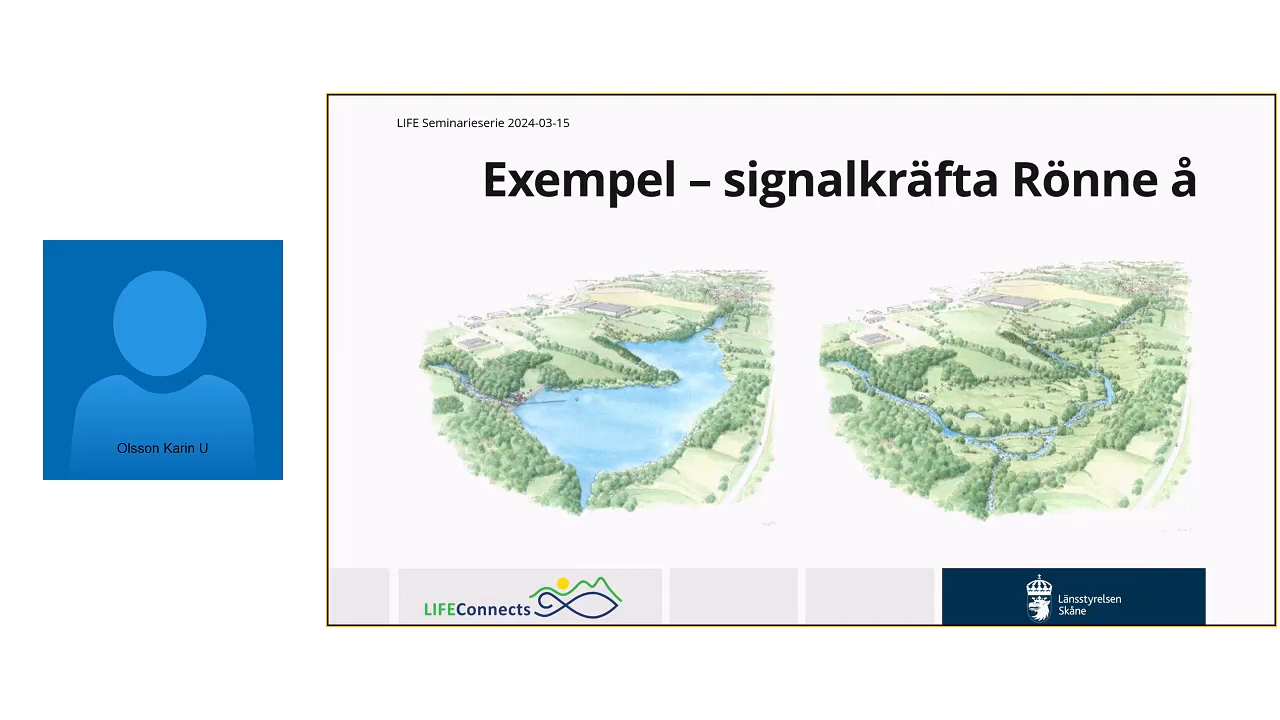 LIFE Seminarieserie 2024-03-15
Exempel – signalkräfta Rönne å
Olsson Karin U
LIFEConnects
Länsstyrelsen
Skåne